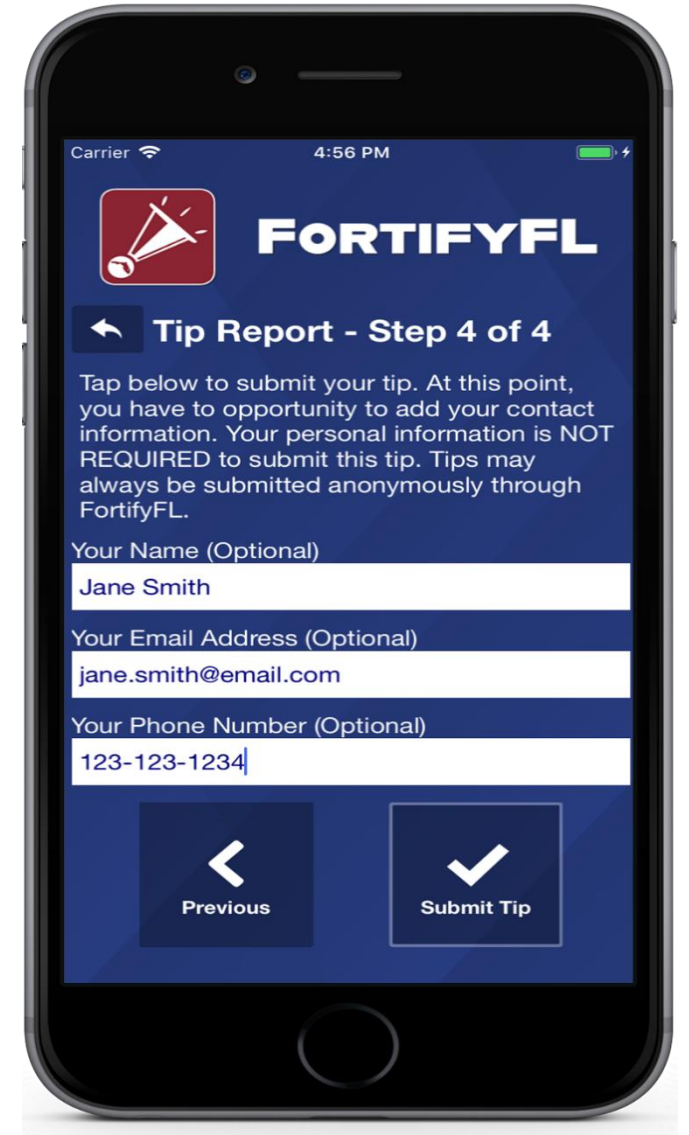 Carrier 4:56 PM
FORTIFYFL
Tip Report - Step 4 of 4
Tap below to submit your tip. At this point,
you have to opportunity to add your contact
information. Your personal information is NOT
REQUIRED to submit this tip. Tips may
always be submitted anonymously through
FortifyFL.
Your Name (Optional)
Jane Smith
Your Email Address (Optional)
jane.smith@email.com
Your Phone Number (Optional)
123-123-1234
Previous Submit Tip